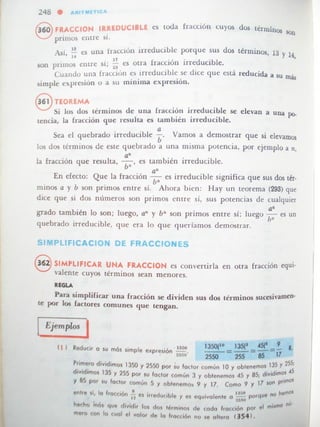 248 • ARITMETICA
360 FRACCION IRREDUCIBLE es toda fracción cuyos dos términos son
primos entre sí.
Así, 13/14 es una fracción irreducible porque sus dos términos, 13 y 14,
son primos entre sí; 17/23 es otra fracción irreducible.
Cuando una fracción es irreducible se dice que está reducida a su más
simple expresión o a su mínima expresión.
361 TEOREMA
Si los dos términos de una fracción irreducible se elevan a una po-
tencia, la fracción que resulta es también irreducible.
Sea el quebrado irreducible a/b. Vamos a demostrar que si elevamos
los dos términos de este quebrado a una misma potencia, por ejemplo a n,
la fracción que resulta, aⁿ/bⁿ, es también irreducible.
En efecto: Que la fracción aⁿ/bⁿ es irreducible significa que sus dos tér-
minos a y b son primos entre sí. Ahora bien: Hay un teorema (293) que
dice que si dos números son primos entre sí, sus potencias de cualquier
grado también lo son; luego, aⁿ y bⁿ son primos entre sí; luego aⁿ/bⁿ es un
quebrado irreducible, que era lo que queríamos demostrar.
SIMPLIFICACION DE FRACCIONES
362 SIMPLIFICAR UNA FRACCION es convertirla en otra fracción equi-
valente cuyos términos sean menores.
REGLA
Para simplificar una fracción se dividen sus dos términos sucesivamen-
te por los factores comunes que tengan.
Ejemplos
(1) Reducir a su más simple expresión 1350/2550
1350|10/2550 = 135|5/255 = 45|5/85 = 9/17 R.
Primero dividimos 1350 y 2550 por su factor común 10 y obtenemos 135 y 255;
dividimos 135 y 255 por su factor común 3 y obtenemos 45 y 85; dividimos 45
y 85 por su factor común 5 y obtenemos 9 y 17. Como 9 y 17 son primos
entre sí, la fracción 9/17 es irreducible y es equivalente a 1350/2550 porque no hemos
hecho más que dividir los dos términos de cada fracción por el mismo nú-
mero con lo cual el valor de la fracción no se altera (354).